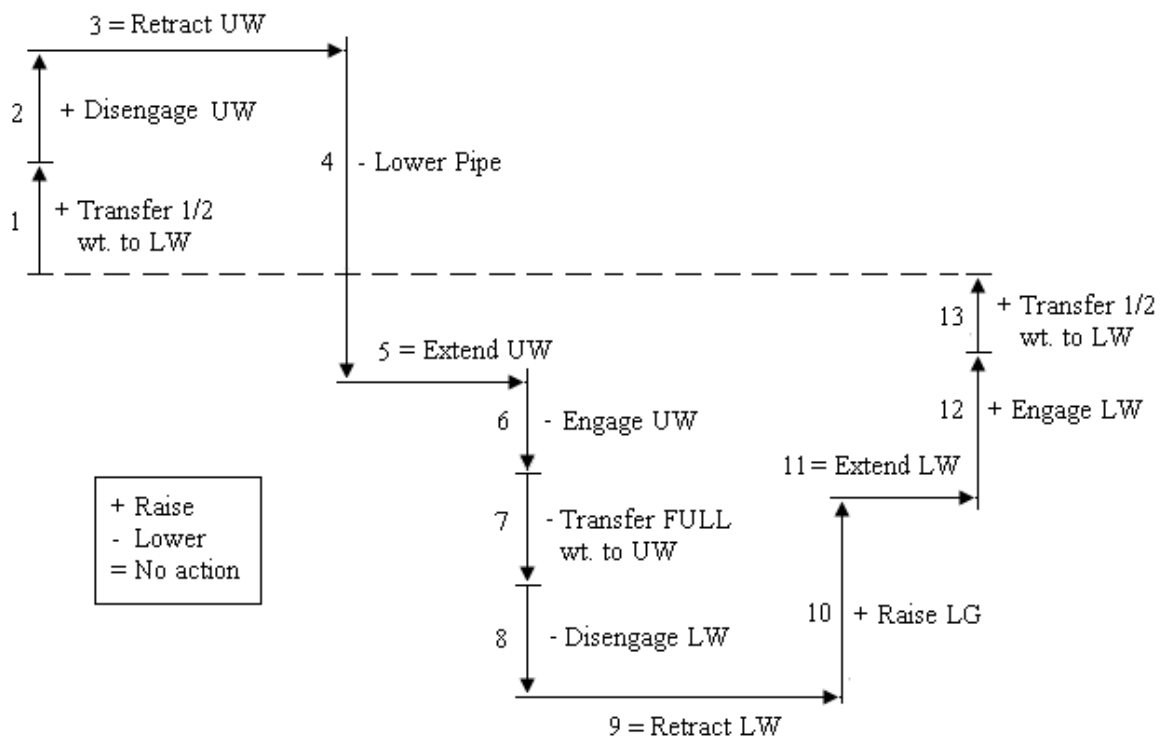 3 = Retract UW
2 + Disengage UW
4 - Lower Pipe
1 + Transfer 1/2
wt. to LW
13 + Transfer 1/2
wt. to LW
5 = Extend UW
6 - Engage UW
12 + Engage LW
11 = Extend LW
+ Raise
- Lower
= No action
7 - Transfer FULL
wt. to UW
10 + Raise LG
8 - Disengage LW
9 = Retract LW